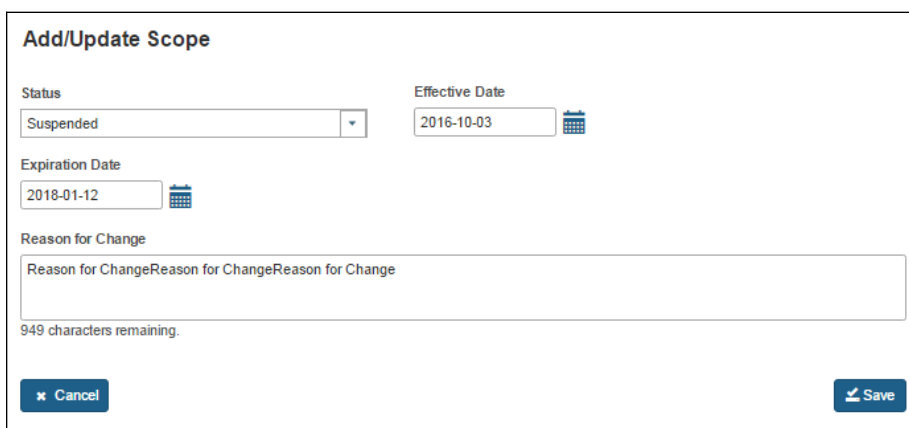 Add/Update Scope
Status
Effective Date
Suspended
2016-10-03
Expiration Date
2018-01-12
Reason for Change
Reason for ChangeReason for ChangeReason for Change
949 characters remaining.
Cancel
Save